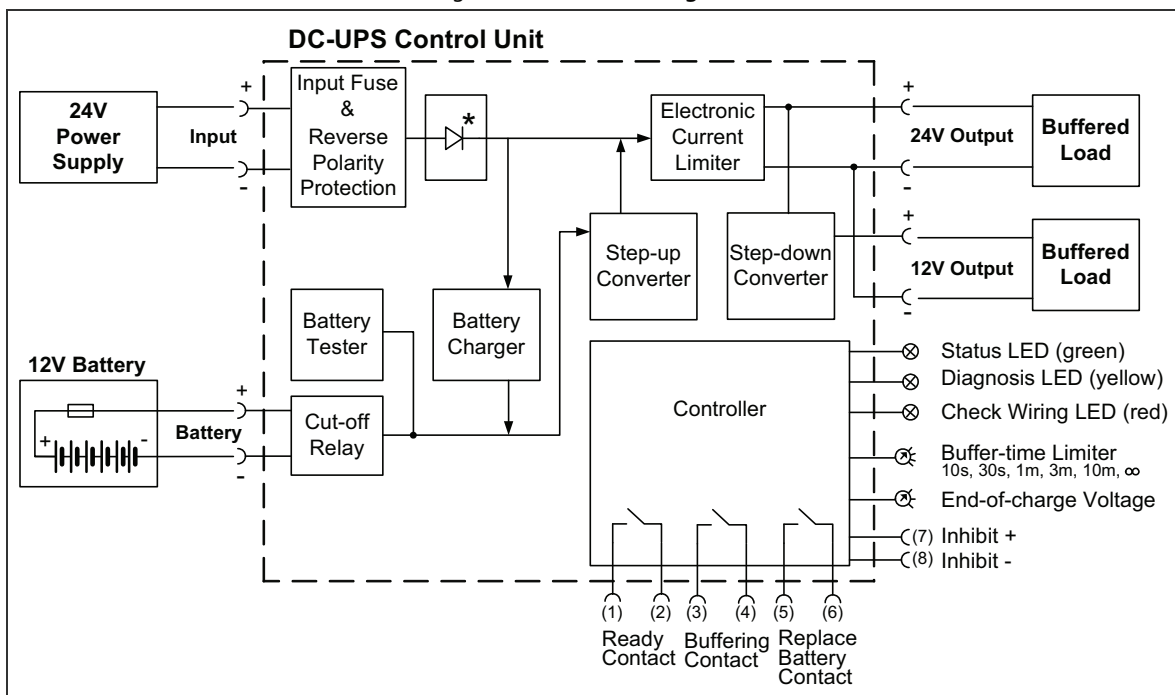 DC-UPS Control Unit
24V
Power
Supply
+
Input
-
Input Fuse
&
Reverse
Polarity
Protection
*
Electronic
Current
Limiter
+
24V Output
-
Buffered
Load
Step-up
Converter
Step-down
Converter
+
12V Output
-
Buffered
Load
Battery
Tester
Battery
Charger
12V Battery
+ -
+
Battery
-
Cut-off
Relay
Controller
Status LED (green)
Diagnosis LED (yellow)
Check Wiring LED (red)
Buffer-time Limiter
10s, 30s, 1m, 3m, 10m, ∞
End-of-charge Voltage
(7) Inhibit +
(8) Inhibit -
(1) (2) (3) (4) (5) (6)
Ready
Contact
Buffering
Contact
Replace
Battery
Contact